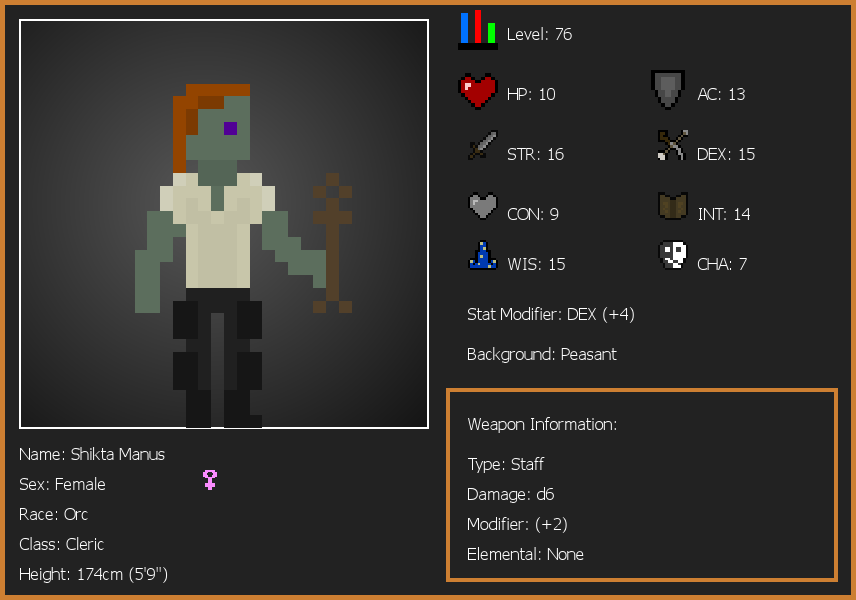 Level: 76
HP: 10
AC: 13
STR: 16
DEX: 15
CON: 9
INT: 14
WIS: 15
CHA: 7
Stat Modifier: DEX (+4)
Background: Peasant
Weapon Information:
Type: Staff
Damage: d6
Modifier: (+2)
Elemental: None
Name: Shikta Manus
Sex: Female
Race: Orc
Class: Cleric
Height: 174cm (5'9")